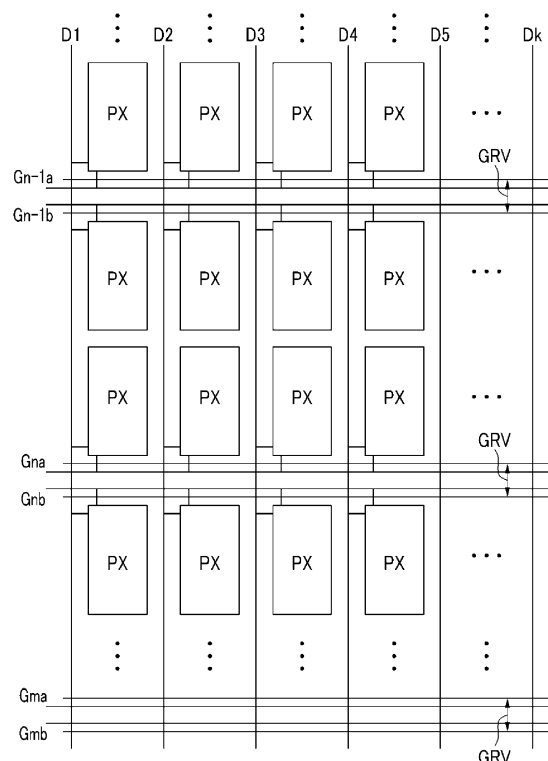 D1 D2 D3 D4 D5 Dk
PX PX PX PX
GRV
Gn-1a
Gn-1b
PX PX PX PX
PX PX PX PX
GRV
Gna
Gnb
PX PX PX PX
Gma
Gmb
GRV